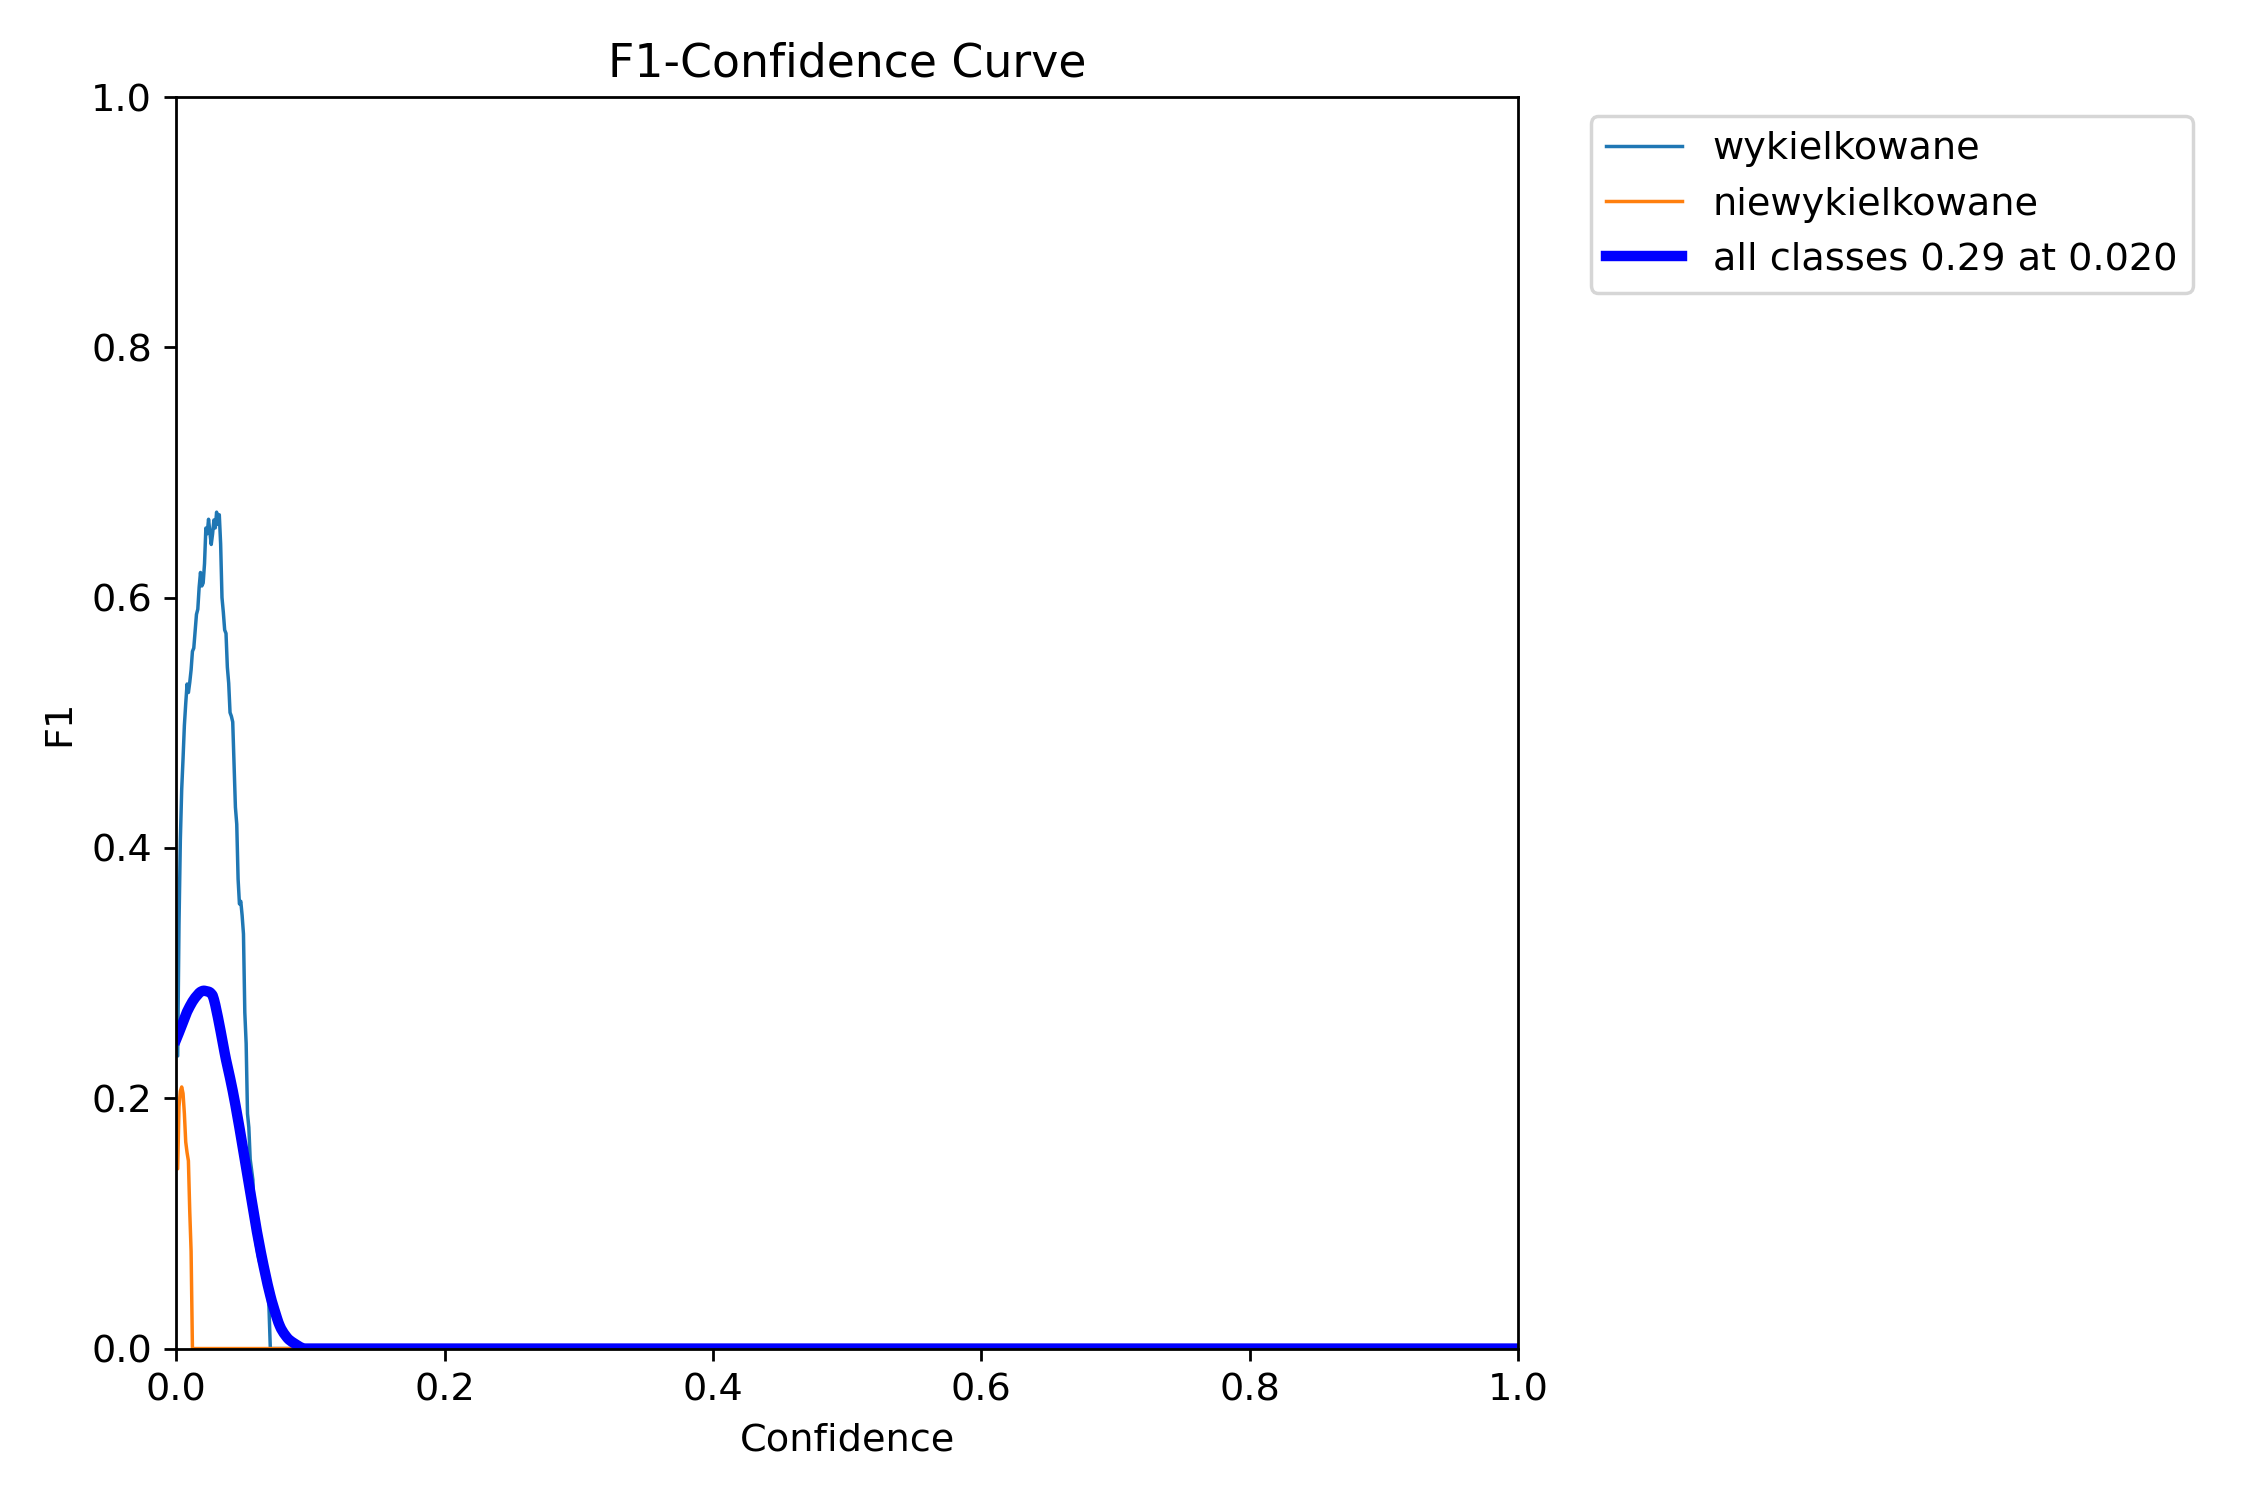 F1-Confidence Curve
1.0
0.8
0.6
0.4
0.2
0.0
F1
0.0 0.2 0.4 0.6 0.8 1.0
Confidence
wykielkowane
niewykielkowane
all classes 0.29 at 0.020